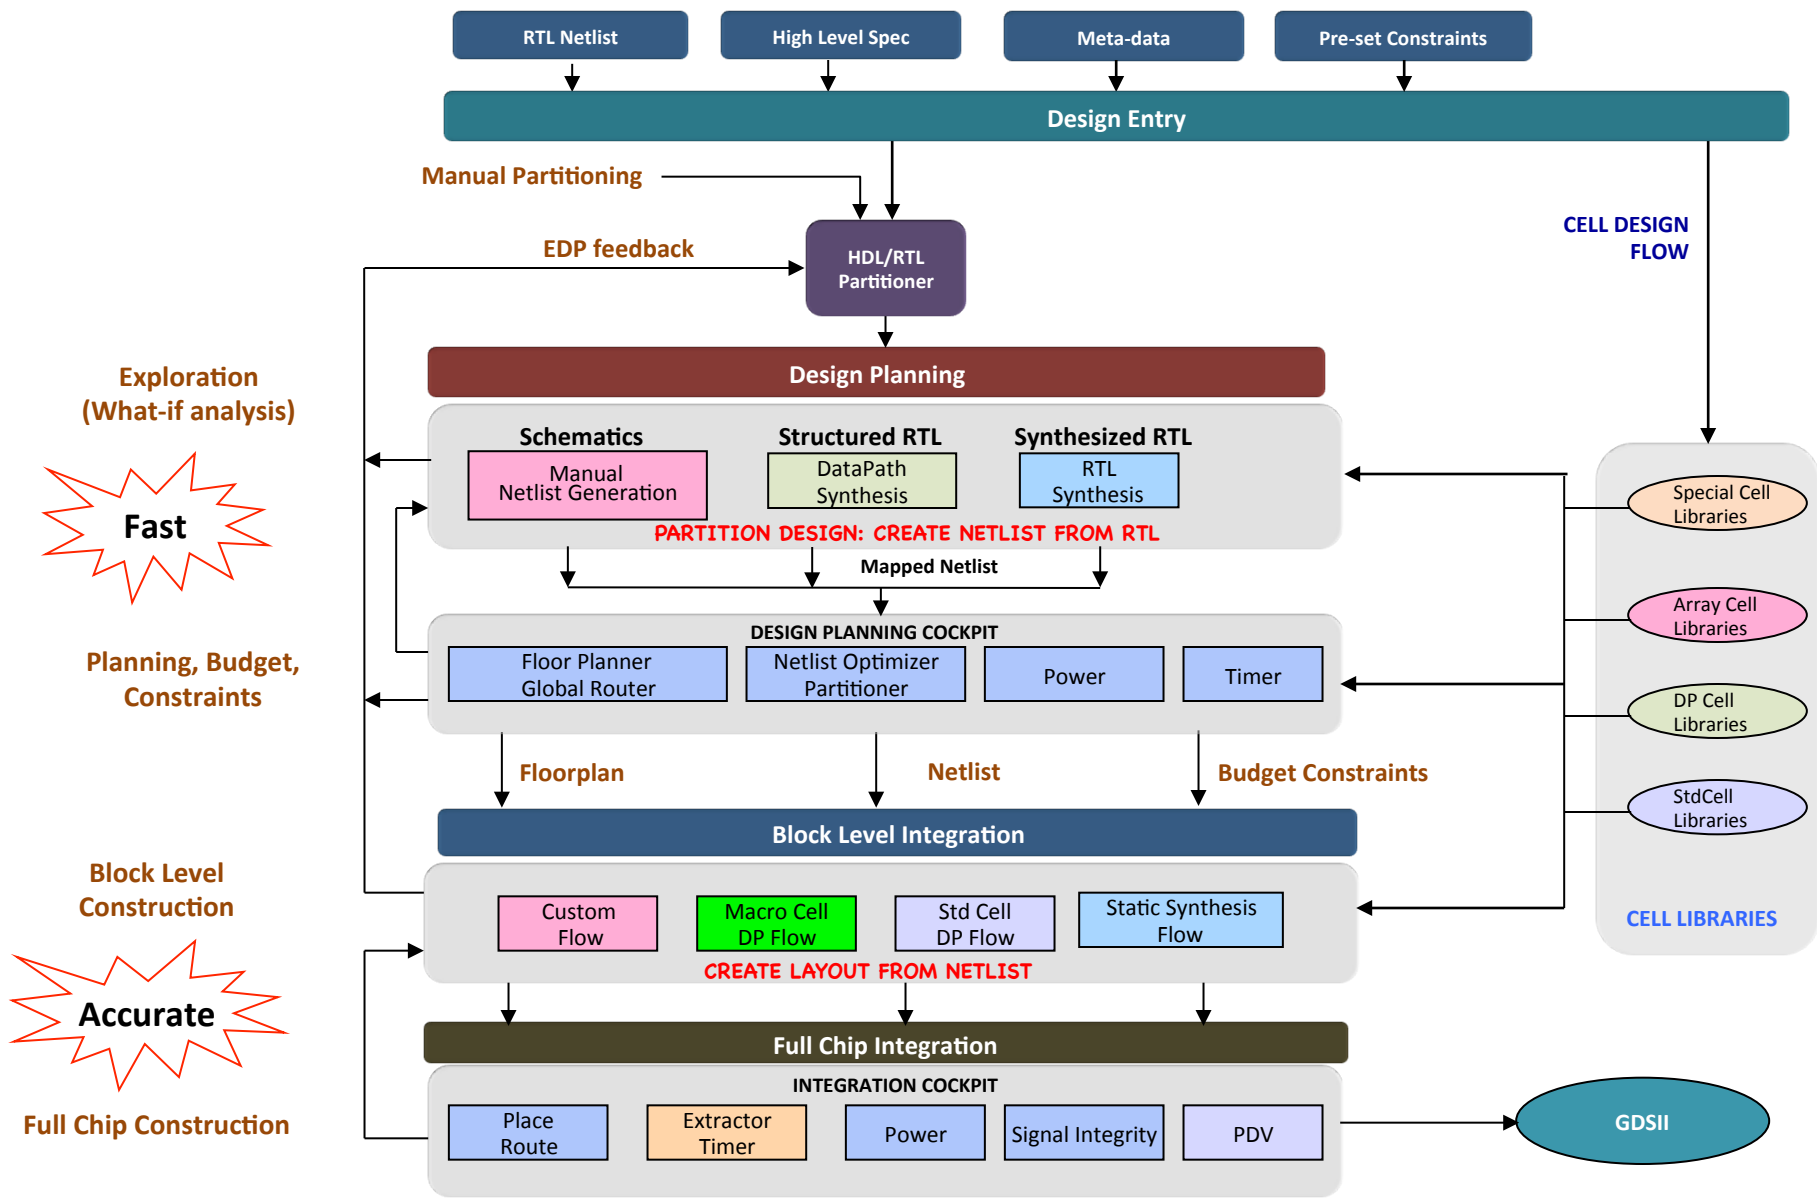 RTL Netlist
High Level Spec
Meta-data
Pre-set Constraints
Design Entry
Manual Partitioning
CELL DESIGN
FLOW
EDP feedback
HDL/RTL
Partitioner
Design Planning
Exploration
(What-if analysis)
Fast
Schematics
Structured RTL
Synthesized RTL
Manual
Netlist Generation
DataPath
Synthesis
RTL
Synthesis
PARTITION DESIGN: CREATE NETLIST FROM RTL
Mapped Netlist
Special Cell
Libraries
Array Cell
Libraries
DP Cell
Libraries
StdCell
Libraries
CELL LIBRARIES
Planning, Budget,
Constraints
DESIGN PLANNING COCKPIT
Floor Planner
Global Router
Netlist Optimizer
Partitioner
Power
Timer
Floorplan
Netlist
Budget Constraints
Block Level Integration
Block Level
Construction
Accurate
Custom
Flow
Macro Cell
DP Flow
Std Cell
DP Flow
Static Synthesis
Flow
CREATE LAYOUT FROM NETLIST
Full Chip Integration
Full Chip Construction
INTEGRATION COCKPIT
Place
Route
Extractor
Timer
Power
Signal Integrity
PDV
GDSII